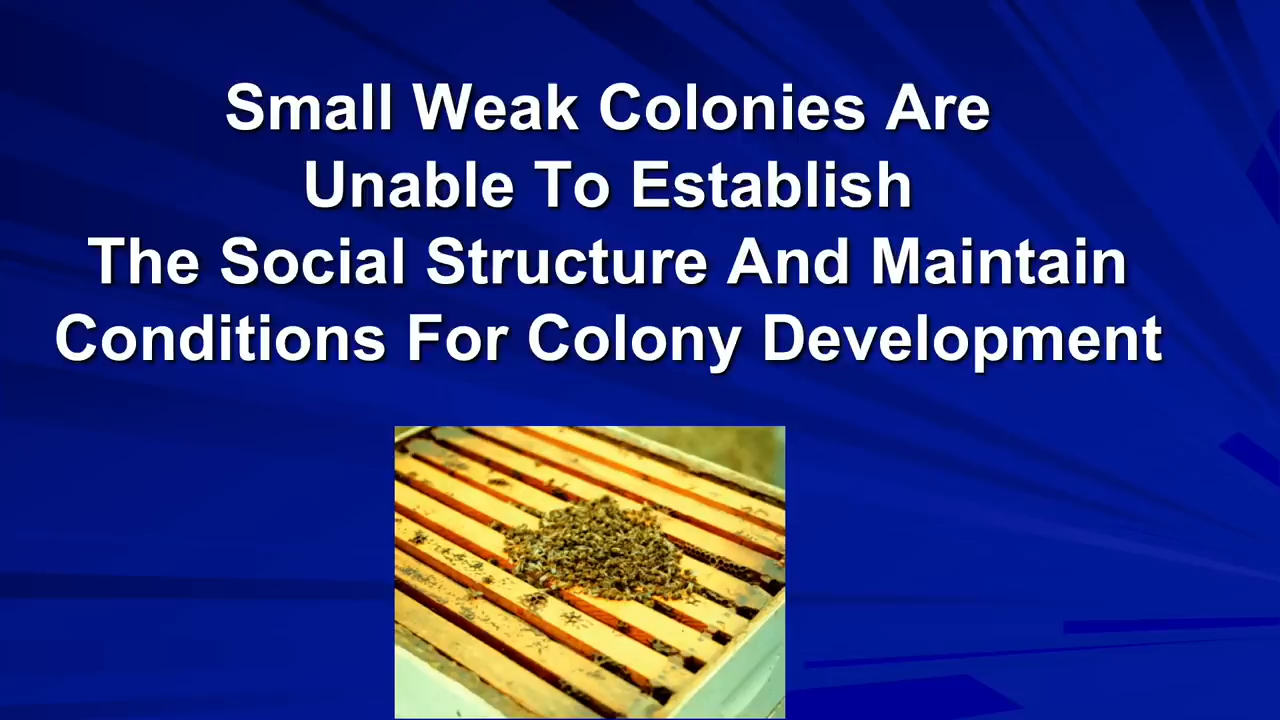 Small Weak Colonies Are
Unable To Establish
The Social Structure And Maintain
Conditions For Colony Development